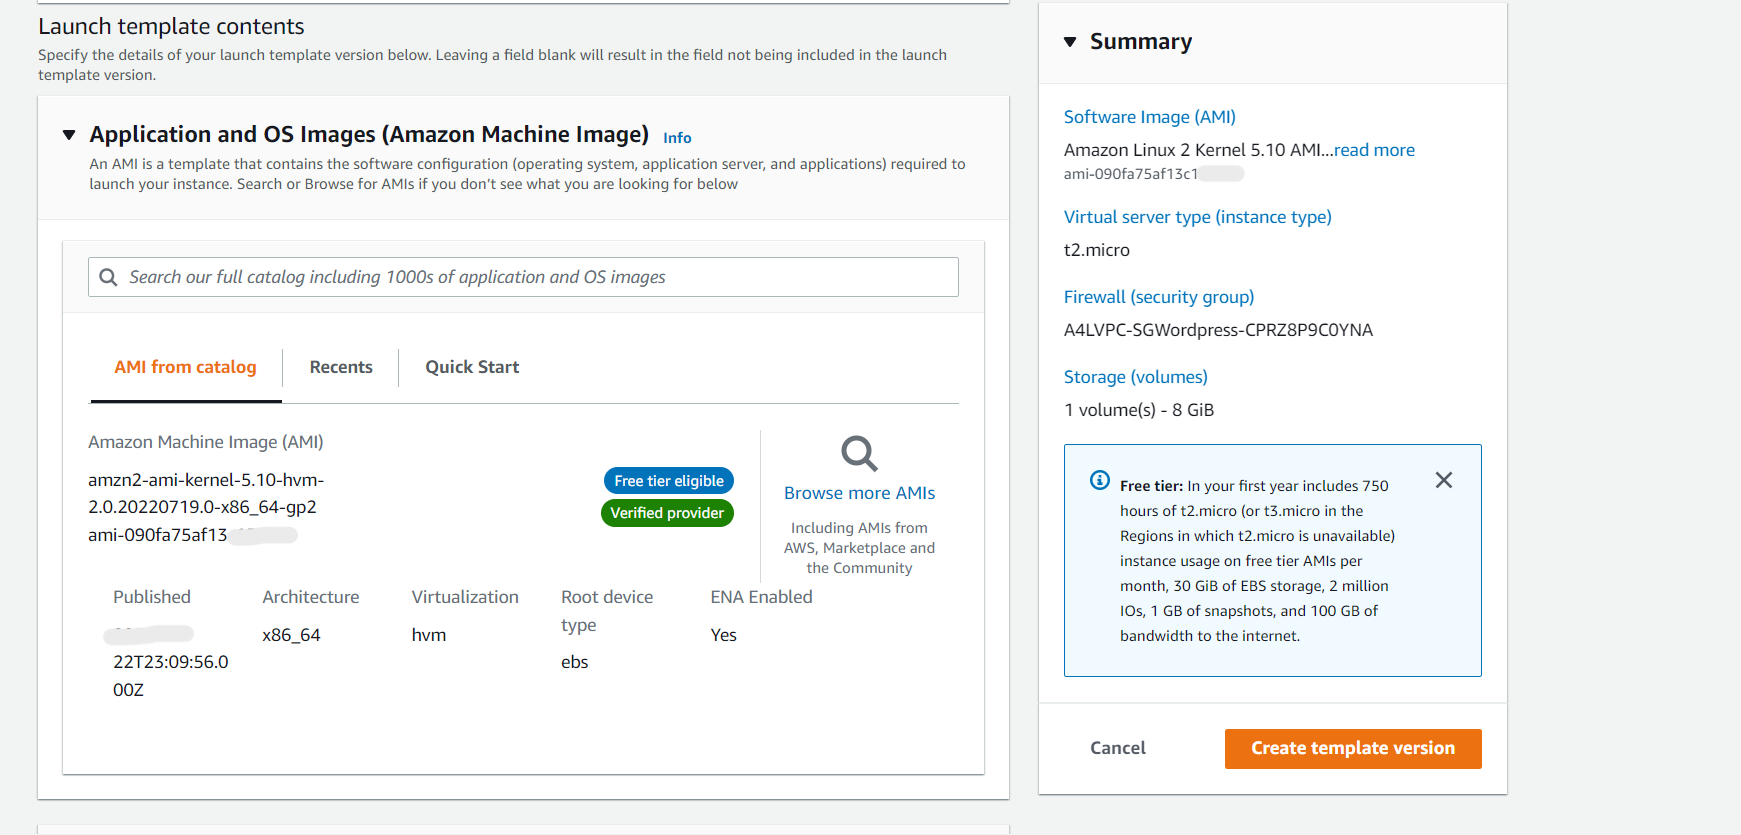 Launch template contents
Specify the details of your launch template version below. Leaving a field blank will result in the field not being included in the launch
template version.
Application and OS Images (Amazon Machine Image) Info
An AMI is a template that contains the software configuration (operating system, application server, and applications) required to
launch your instance. Search or Browse for AMIs if you don’t see what you are looking for below
Search our full catalog including 1000s of application and OS images
AMI from catalog
Recents
Quick Start
Amazon Machine Image (AMI)
amzn2-ami-kernel-5.10-hvm-
2.0.20220719.0-x86_64-gp2
ami-090fa75af13
Free tier eligible
Verified provider
Browse more AMIs
Including AMIs from
AWS, Marketplace and
the Community
Published
22T23:09:56.0
00Z
Architecture
x86_64
Virtualization
hvm
Root device
type
ebs
ENA Enabled
Yes
Summary
Software Image (AMI)
Amazon Linux 2 Kernel 5.10 AMI...read more
ami-090fa75af13c1
Virtual server type (instance type)
t2.micro
Firewall (security group)
A4LVPC-SGWordpress-CPRZ8P9C0YNA
Storage (volumes)
1 volume(s) - 8 GiB
Free tier: In your first year includes 750
hours of t2.micro (or t3.micro in the
Regions in which t2.micro is unavailable)
instance usage on free tier AMIs per
month, 30 GiB of EBS storage, 2 million
IOs, 1 GB of snapshots, and 100 GB of
bandwidth to the internet.
Cancel
Create template version